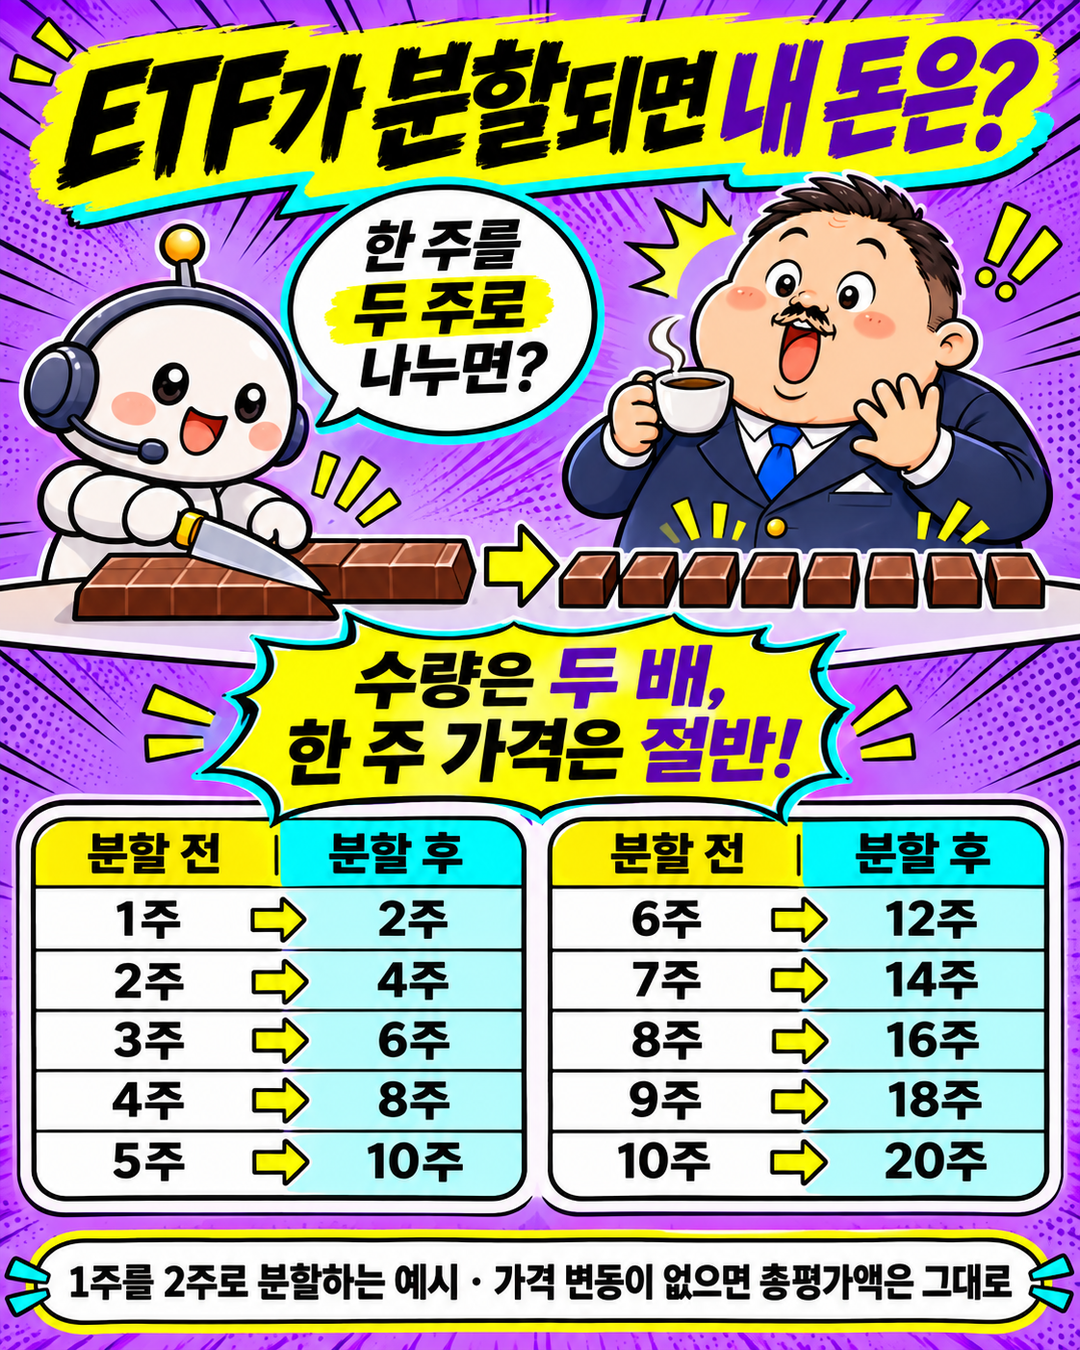 ETF가 분할되면 내 돈은?
한 주를
두 주로
나누면?
수량은 두 배,
한 주 가격은 절반!
분할 전 | 분할 후
1주 2주
2주 4주
3주 6주
4주 8주
5주 10주
분할 전 | 분할 후
6주 12주
7주 14주
8주 16주
9주 18주
10주 20주
1주를 2주로 분할하는 예시 · 가격 변동이 없으면 총평가액은 그대로